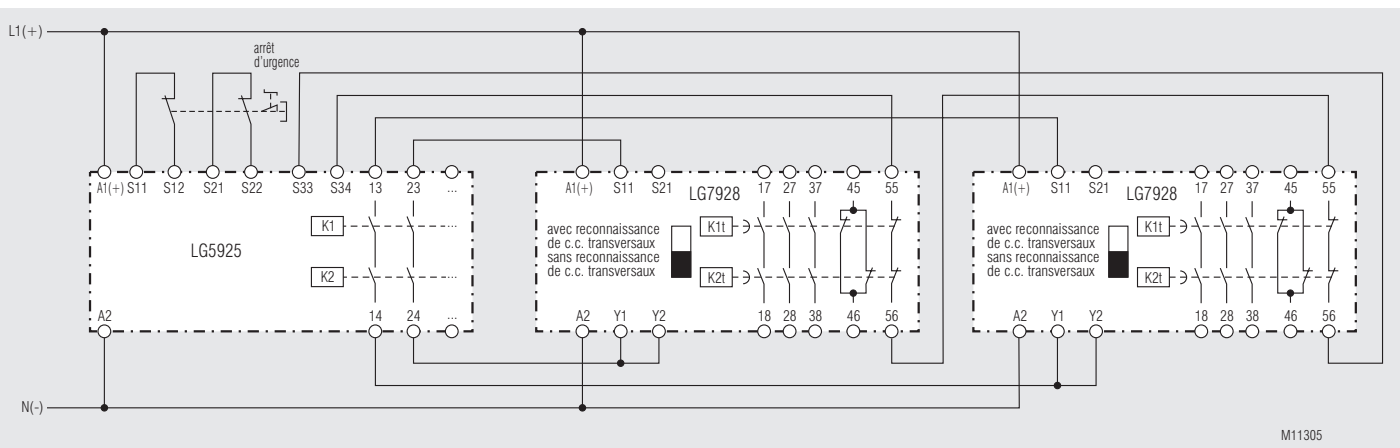 L1(+)
arrêt
d'urgence
A1(+) S11 S12 S21 S22 S33 S34 13 23 ...
K1 ...
LG5925
K2 ...
A2 14 24 ...
A1(+) S11 S21 17 27 37 45 55
LG7928
avec reconnaissance
de c.c. transversaux
sans reconnaissance
de c.c. transversaux
K1t
K2t
A2 Y1 Y2 18 28 38 46 56
A1(+) S11 S21 17 27 37 45 55
LG7928
avec reconnaissance
de c.c. transversaux
sans reconnaissance
de c.c. transversaux
K1t
K2t
A2 Y1 Y2 18 28 38 46 56
N(-)
M11305